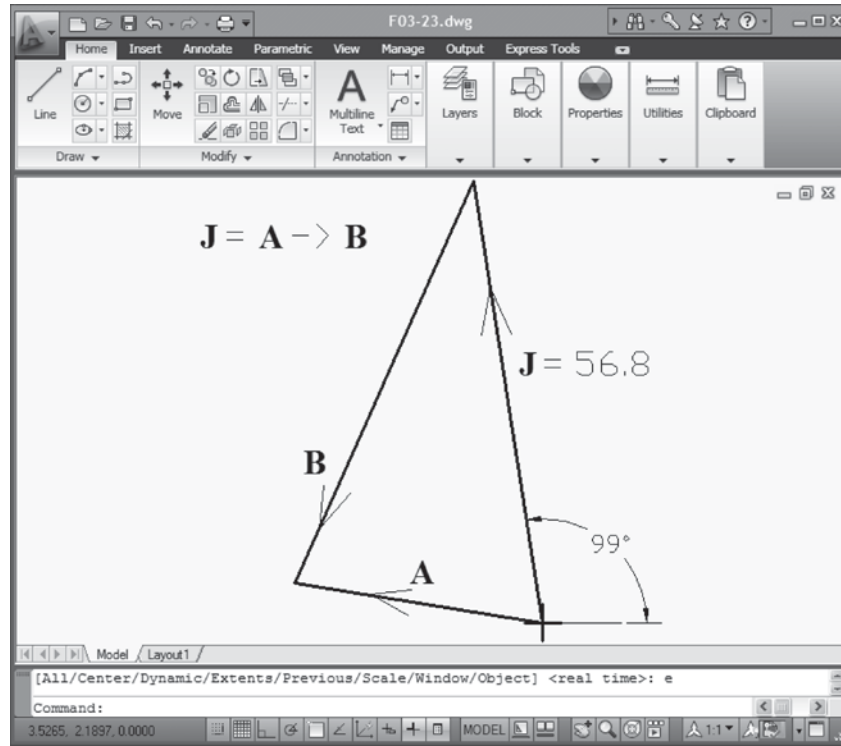 F03-23.dwg
Home Insert Annotate Parametric View Manage Output Express Tools
Line Move Multiline Text Layers Block Properties Utilities Clipboard
Draw Modify Annotation
J = A -> B
J = 56.8
B
99°
A
Model Layout1
[All/Center/Dynamic/Extents/Previous/Scale/Window/Object] <real time>: e
Command:
3.5265, 2.1897, 0.0000 MODEL 1:1